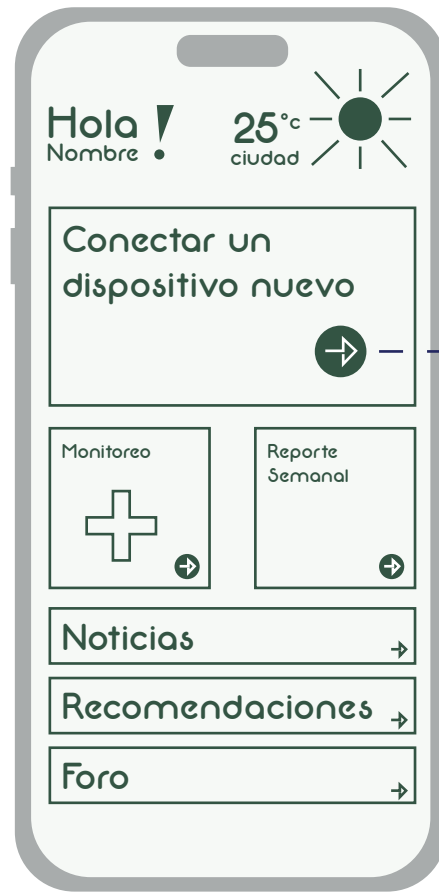 Hola !
Nombre
25°c
ciudad
Conectar un
dispositivo nuevo
Monitoreo
Reporte
Semanal
Noticias
Recomendaciones
Foro